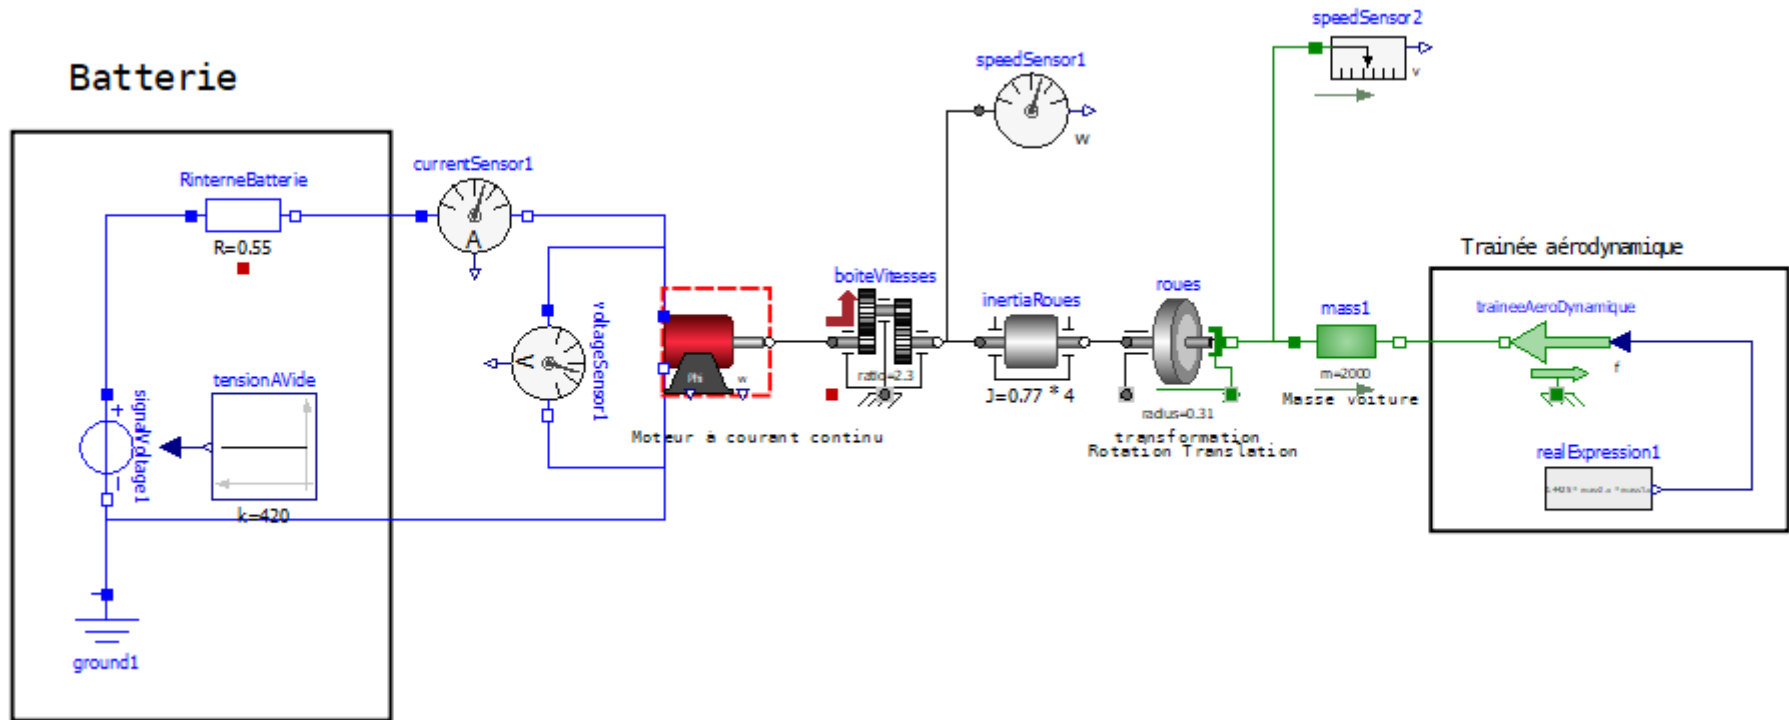 speedSensor2
v
Batterie
speedSensor1
w
currentSensor1
A
RinterneBatterie
R=0.55
Trainée aérodynamique
boiteVitesses
ratio=2.3
inertiaRoues
J=0.77 * 4
roues
radius=0.31
mass1
m=2000
Masse voiture
traineeAeroDynamique
f
voltageSensor1
V
Phi
w
tensionAVide
k=420
signalVoltage1
+
−
Moteur à courant continu
transformation
Rotation Translation
realExpression1
ground1